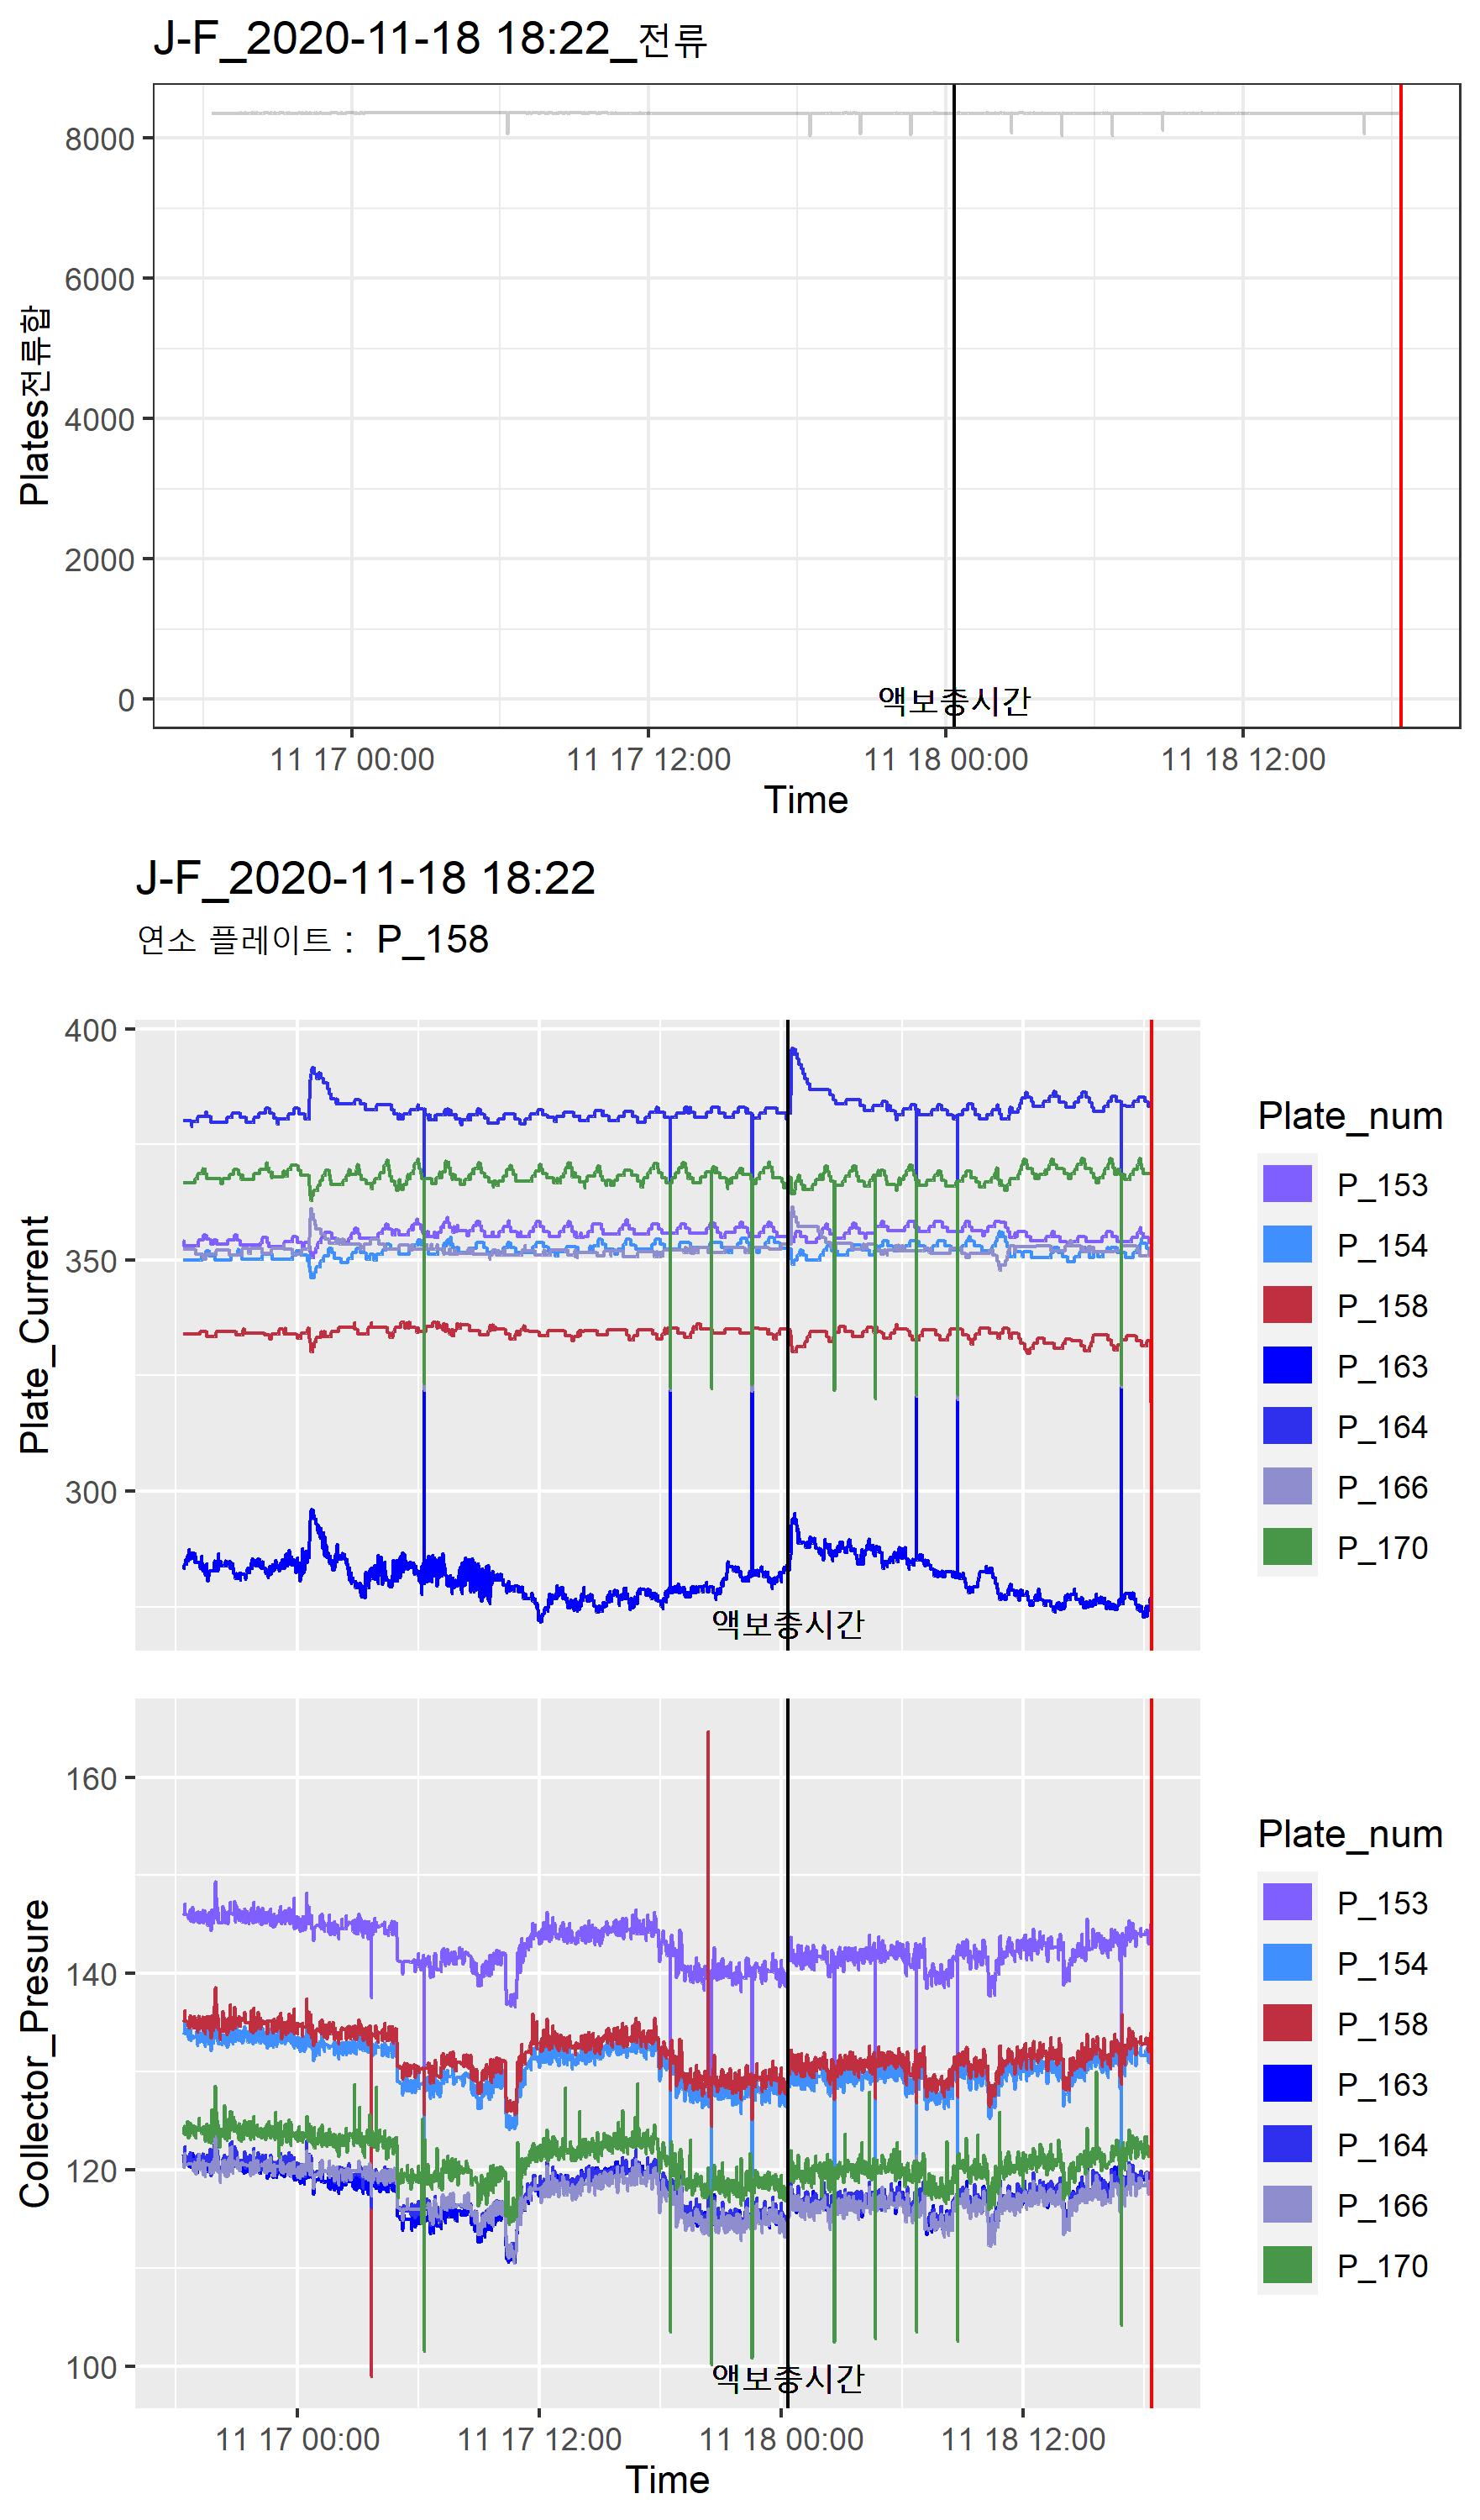 J-F_2020-11-18 18:22_전류
Plates전류합
8000
6000
4000
2000
0
액보충시간
11 17 00:00
11 17 12:00
11 18 00:00
11 18 12:00
Time
J-F_2020-11-18 18:22
연소 플레이트 : P_158
Plate_Current
400
350
300
액보충시간
Plate_num
P_153
P_154
P_158
P_163
P_164
P_166
P_170
Collector_Presure
160
140
120
100
액보충시간
11 17 00:00
11 17 12:00
11 18 00:00
11 18 12:00
Time
Plate_num
P_153
P_154
P_158
P_163
P_164
P_166
P_170